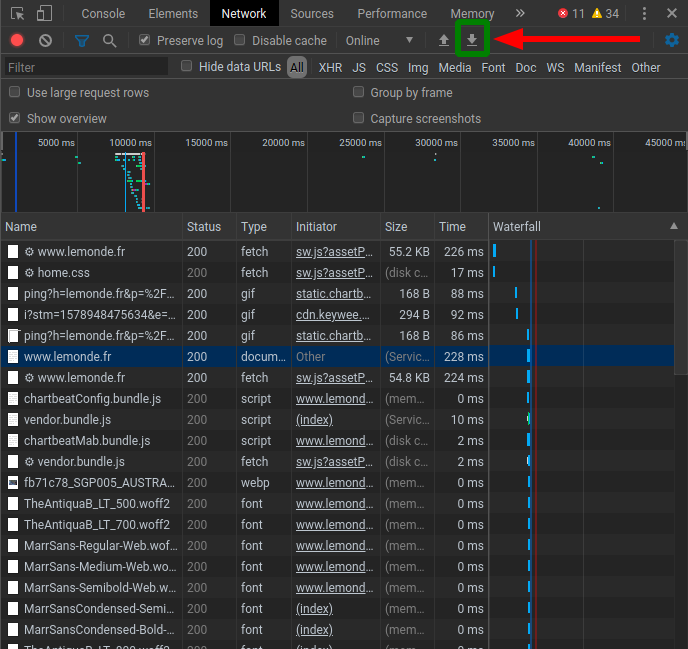 Console Elements Network Sources Performance Memory » 11 34
Preserve log Disable cache Online
Filter Hide data URLs All XHR JS CSS Img Media Font Doc WS Manifest Other
Use large request rows Group by frame
Show overview Capture screenshots
5000 ms 10000 ms 15000 ms 20000 ms 25000 ms 30000 ms 35000 ms 40000 ms 45000 ms
Name Status Type Initiator Size Time Waterfall
www.lemonde.fr 200 fetch sw.js?assetP... 55.2 KB 226 ms
home.css 200 fetch sw.js?assetP... (disk c... 17 ms
ping?h=lemonde.fr&p=%2F... 200 gif static.chartb... 168 B 88 ms
i?stm=1578948475634&e=... 200 gif cdn.keywee... 294 B 92 ms
ping?h=lemonde.fr&p=%2F... 200 gif static.chartb... 168 B 86 ms
www.lemonde.fr 200 docum... Other (Servic... 228 ms
www.lemonde.fr 200 fetch sw.js?assetP... 54.8 KB 224 ms
chartbeatConfig.bundle.js 200 script www.lemond... (mem... 0 ms
vendor.bundle.js 200 script (index) (Servic... 10 ms
chartbeatMab.bundle.js 200 script www.lemond... (disk c... 2 ms
vendor.bundle.js 200 fetch sw.js?assetP... (disk c... 2 ms
fb71c78_SGP005_AUSTRA... 200 webp www.lemond... (mem... 0 ms
TheAntiquaB_LT_500.woff2 200 font www.lemond... (mem... 0 ms
TheAntiquaB_LT_700.woff2 200 font www.lemond... (mem... 0 ms
MarrSans-Regular-Web.wof... 200 font www.lemond... (mem... 0 ms
MarrSans-Medium-Web.wof... 200 font www.lemond... (mem... 0 ms
MarrSans-Semibold-Web.w... 200 font www.lemond... (mem... 0 ms
MarrSansCondensed-Semi... 200 font (index) (mem... 0 ms
MarrSansCondensed-Bold-... 200 font (index) (mem... 0 ms